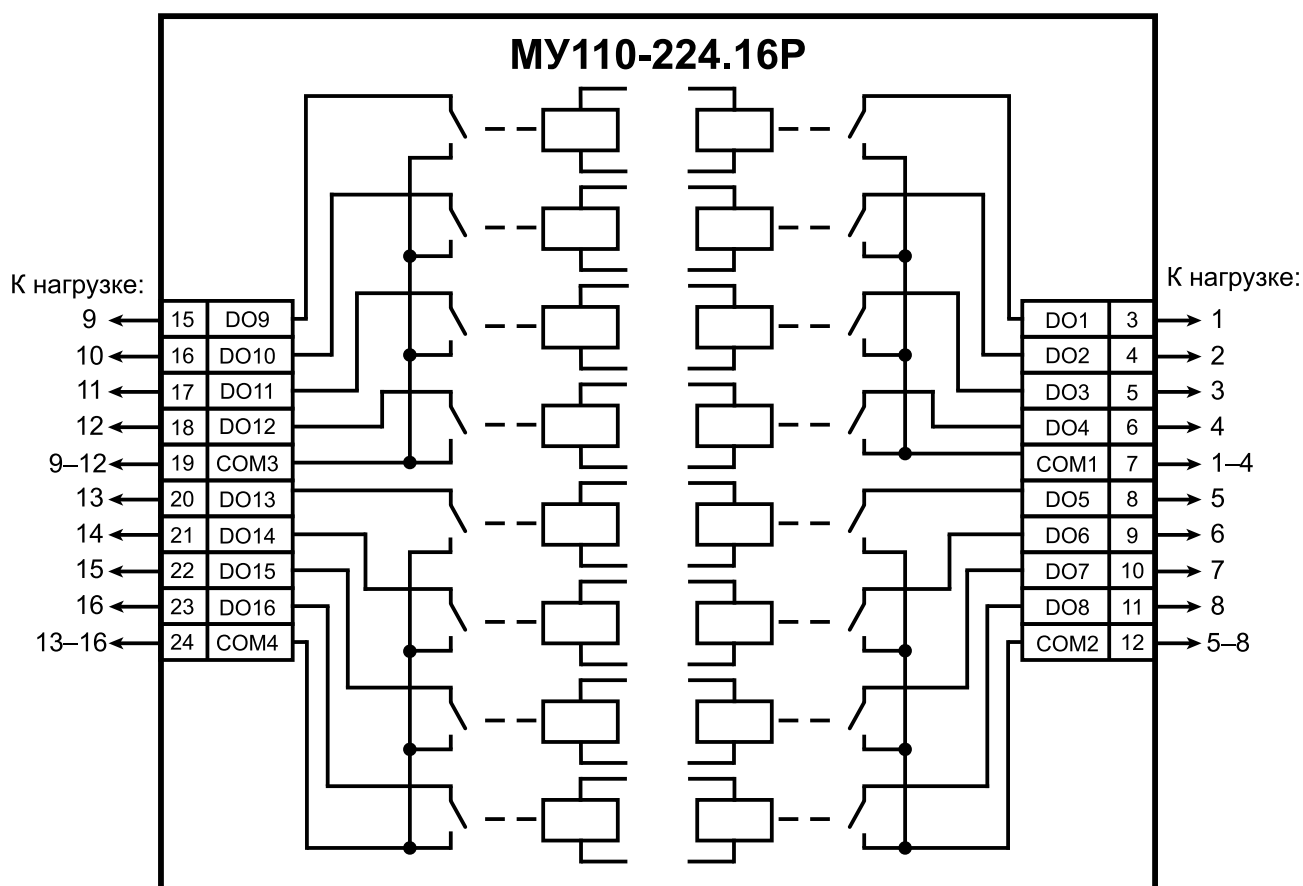 МУ110-224.16Р
К нагрузке:
9 15 DO9
10 16 DO10
11 17 DO11
12 18 DO12
9–12 19 COM3
13 20 DO13
14 21 DO14
15 22 DO15
16 23 DO16
13–16 24 COM4
К нагрузке:
DO1 3 1
DO2 4 2
DO3 5 3
DO4 6 4
COM1 7 1–4
DO5 8 5
DO6 9 6
DO7 10 7
DO8 11 8
COM2 12 5–8